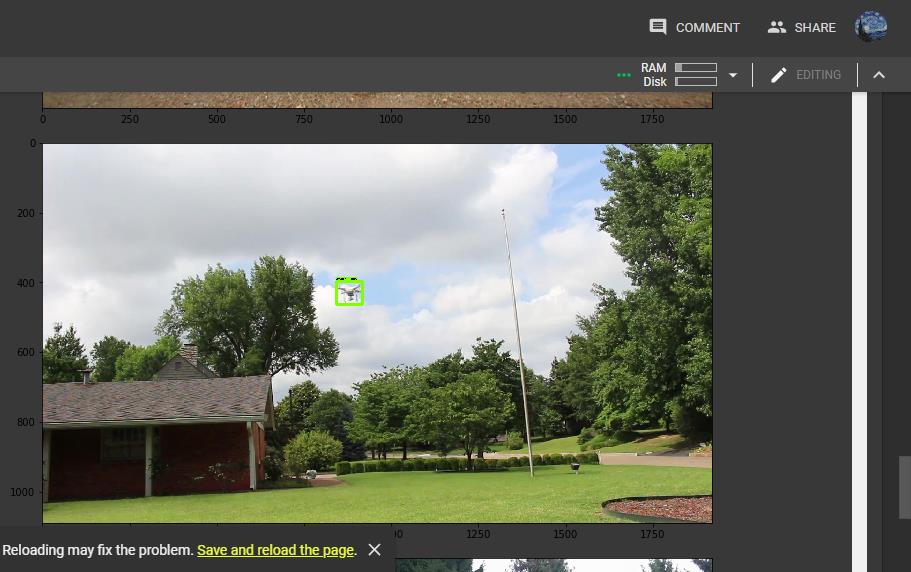 COMMENT SHARE
RAM
Disk
EDITING
0 250 500 750 1000 1250 1500 1750
0
200
400
600
800
1000
1250 1500 1750
Reloading may fix the problem. Save and reload the page.